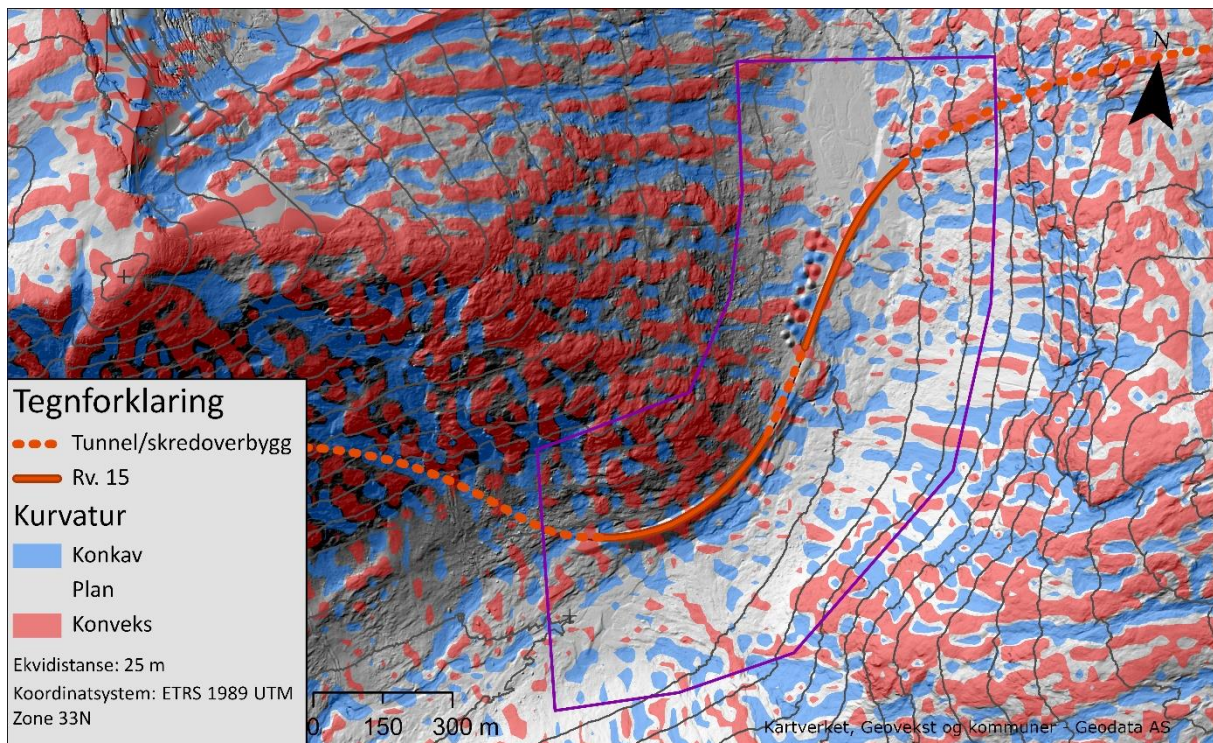 N
Tegnforklaring
Tunnel/skredoverbygg
Rv. 15
Kurvatur
Konkav
Plan
Konveks
Ekvidistanse: 25 m
Koordinatsystem: ETRS 1989 UTM
Zone 33N
0 150 300 m
Kartverket, Geovekst og kommuner - Geodata AS